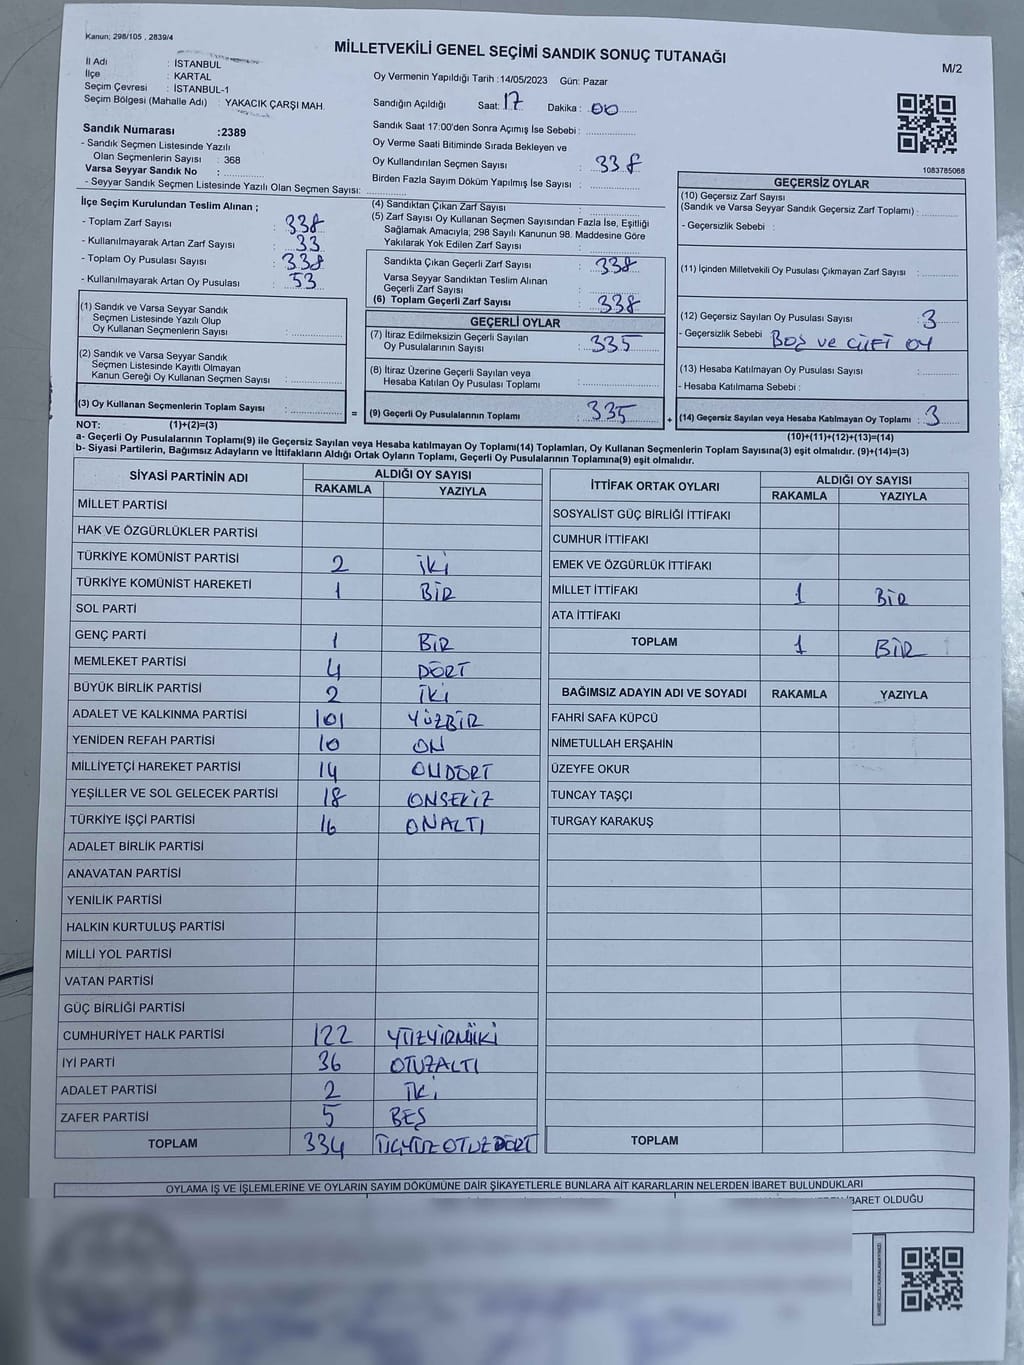 Kanun: 298/105 , 2839/4
MİLLETVEKİLİ GENEL SEÇİMİ SANDIK SONUÇ TUTANAĞI
M/2
İl Adı : İSTANBUL
İlçe : KARTAL
Seçim Çevresi : İSTANBUL-1
Seçim Bölgesi (Mahalle Adı) : YAKACIK ÇARŞI MAH.
Oy Vermenin Yapıldığı Tarih :14/05/2023 Gün: Pazar
Sandığın Açıldığı Saat: 17 Dakika : 00
Sandık Saat 17:00'den Sonra Açımış İse Sebebi :
Oy Verme Saati Bitiminde Sırada Bekleyen ve
Oy Kullandırılan Seçmen Sayısı : 338
Birden Fazla Sayım Döküm Yapılmış İse Sayısı :
1083785068
Sandık Numarası :2389
- Sandık Seçmen Listesinde Yazılı
Olan Seçmenlerin Sayısı : 368
Varsa Seyyar Sandık No :
- Seyyar Sandık Seçmen Listesinde Yazılı Olan Seçmen Sayısı:
İlçe Seçim Kurulundan Teslim Alınan ;
- Toplam Zarf Sayısı : 338
- Kullanılmayarak Artan Zarf Sayısı : 33
- Toplam Oy Pusulası Sayısı : 338
- Kullanılmayarak Artan Oy Pusulası : 53
(1) Sandık ve Varsa Seyyar Sandık
Seçmen Listesinde Yazılı Olup
Oy Kullanan Seçmenlerin Sayısı :
(2) Sandık ve Varsa Seyyar Sandık
Seçmen Listesinde Kayıtlı Olmayan
Kanun Gereği Oy Kullanan Seçmen Sayısı :
(3) Oy Kullanan Seçmenlerin Toplam Sayısı :
(4) Sandıktan Çıkan Zarf Sayısı :
(5) Zarf Sayısı Oy Kullanan Seçmen Sayısından Fazla İse, Eşitliği
Sağlamak Amacıyla; 298 Sayılı Kanunun 98. Maddesine Göre
Yakılarak Yok Edilen Zarf Sayısı :
Sandıkta Çıkan Geçerli Zarf Sayısı : 338
Varsa Seyyar Sandıktan Teslim Alınan
Geçerli Zarf Sayısı :
(6) Toplam Geçerli Zarf Sayısı : 338
GEÇERLİ OYLAR
(7) İtiraz Edilmeksizin Geçerli Sayılan
Oy Pusulalarının Sayısı : 335
(8) İtiraz Üzerine Geçerli Sayılan veya
Hesaba Katılan Oy Pusulası Toplamı :
= (9) Geçerli Oy Pusulalarının Toplamı : 335
GEÇERSİZ OYLAR
(10) Geçersiz Zarf Sayısı
(Sandık ve Varsa Seyyar Sandık Geçersiz Zarf Toplamı) :
- Geçersizlik Sebebi :
(11) İçinden Milletvekili Oy Pusulası Çıkmayan Zarf Sayısı :
(12) Geçersiz Sayılan Oy Pusulası Sayısı : 3
- Geçersizlik Sebebi : BOŞ ve ÇİFT OY
(13) Hesaba Katılmayan Oy Pusulası Sayısı :
- Hesaba Katılmama Sebebi :
+ (14) Geçersiz Sayılan veya Hesaba Katılmayan Oy Toplamı : 3
NOT: (1)+(2)=(3)
(10)+(11)+(12)+(13)=(14)
a- Geçerli Oy Pusulalarının Toplamı(9) ile Geçersiz Sayılan veya Hesaba katılmayan Oy Toplamı(14) Toplamları, Oy Kullanan Seçmenlerin Toplam Sayısına(3) eşit olmalıdır. (9)+(14)=(3)
b- Siyasi Partilerin, Bağımsız Adayların ve İttifakların Aldığı Ortak Oyların Toplamı, Geçerli Oy Pusulalarının Toplamına(9) eşit olmalıdır.
SİYASİ PARTİNİN ADI ALDIĞI OY SAYISI
RAKAMLA YAZIYLA
MİLLET PARTİSİ
HAK VE ÖZGÜRLÜKLER PARTİSİ
TÜRKİYE KOMÜNİST PARTİSİ 2 İKİ
TÜRKİYE KOMÜNİST HAREKETİ 1 BİR
SOL PARTİ
GENÇ PARTİ 1 BİR
MEMLEKET PARTİSİ 4 DÖRT
BÜYÜK BİRLİK PARTİSİ 2 İKİ
ADALET VE KALKINMA PARTİSİ 101 YÜZBİR
YENİDEN REFAH PARTİSİ 10 ON
MİLLİYETÇİ HAREKET PARTİSİ 14 ONDÖRT
YEŞİLLER VE SOL GELECEK PARTİSİ 18 ONSEKİZ
TÜRKİYE İŞÇİ PARTİSİ 16 ONALTI
ADALET BİRLİK PARTİSİ
ANAVATAN PARTİSİ
YENİLİK PARTİSİ
HALKIN KURTULUŞ PARTİSİ
MİLLİ YOL PARTİSİ
VATAN PARTİSİ
GÜÇ BİRLİĞİ PARTİSİ
CUMHURİYET HALK PARTİSİ 122 YÜZYİRMİİKİ
İYİ PARTİ 36 OTUZALTI
ADALET PARTİSİ 2 İKİ
ZAFER PARTİSİ 5 BEŞ
TOPLAM 334 ÜÇYÜZOTUZDÖRT
İTTİFAK ORTAK OYLARI ALDIĞI OY SAYISI
RAKAMLA YAZIYLA
SOSYALİST GÜÇ BİRLİĞİ İTTİFAKI
CUMHUR İTTİFAKI
EMEK VE ÖZGÜRLÜK İTTİFAKI
MİLLET İTTİFAKI 1 BİR
ATA İTTİFAKI
TOPLAM 1 BİR
BAĞIMSIZ ADAYIN ADI VE SOYADI RAKAMLA YAZIYLA
FAHRİ SAFA KÜPCÜ
NİMETULLAH ERŞAHİN
ÜZEYFE OKUR
TUNCAY TAŞÇI
TURGAY KARAKUŞ
TOPLAM
OYLAMA İŞ VE İŞLEMLERİNE VE OYLARIN SAYIM DÖKÜMÜNE DAİR ŞİKAYETLERLE BUNLARA AİT KARARLARIN NELERDEN İBARET BULUNDUKLARI
İBARET OLDUĞU